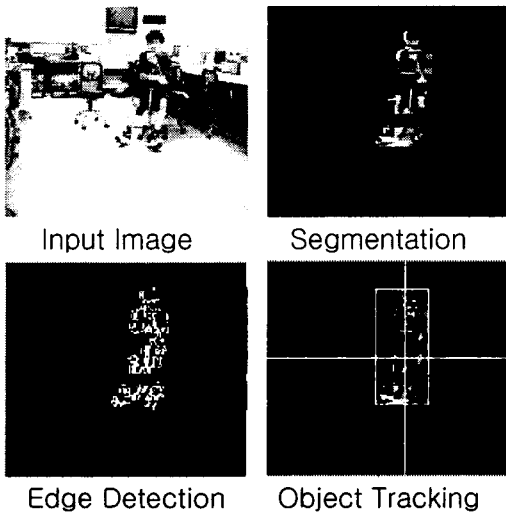 Input Image
Segmentation
Edge Detection
Object Tracking